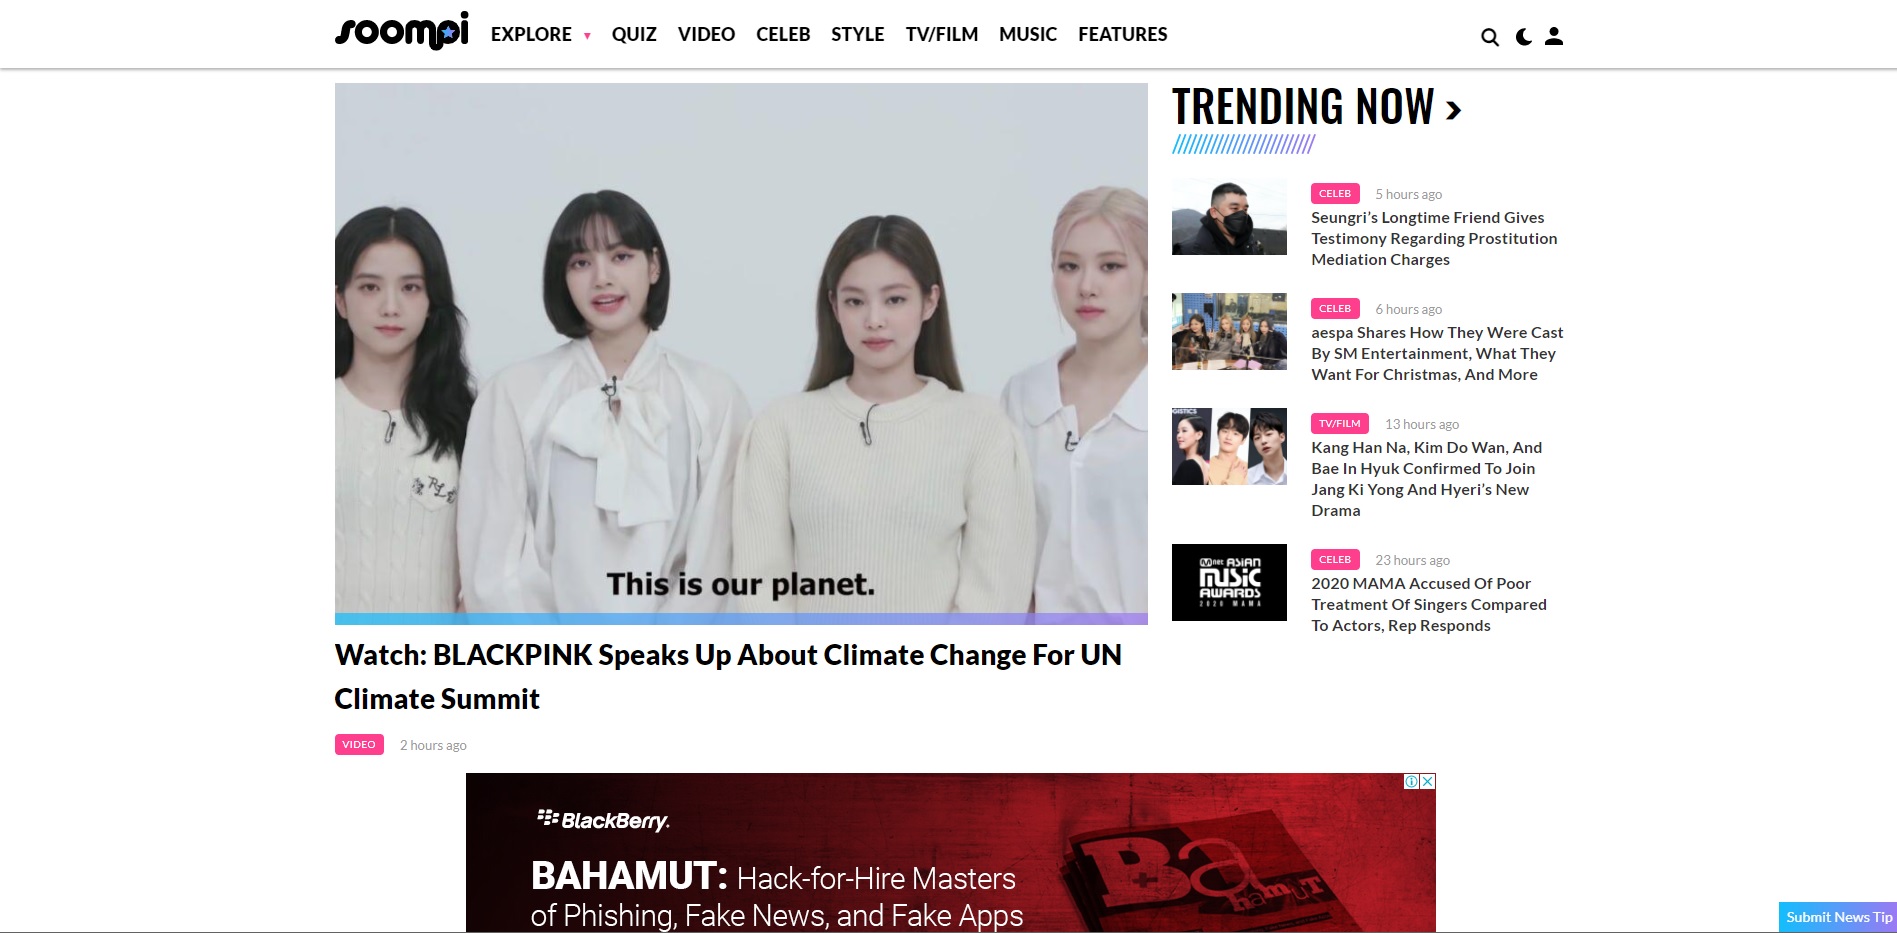 soompi EXPLORE ▼ QUIZ VIDEO CELEB STYLE TV/FILM MUSIC FEATURES
This is our planet.
Watch: BLACKPINK Speaks Up About Climate Change For UN
Climate Summit
VIDEO 2 hours ago
TRENDING NOW ›
CELEB 5 hours ago
Seungri's Longtime Friend Gives
Testimony Regarding Prostitution
Mediation Charges
CELEB 6 hours ago
aespa Shares How They Were Cast
By SM Entertainment, What They
Want For Christmas, And More
GISTICS
TV/FILM 13 hours ago
Kang Han Na, Kim Do Wan, And
Bae In Hyuk Confirmed To Join
Jang Ki Yong And Hyeri's New
Drama
Mnet ASIAN
MUSIC
AWARDS
2020 MAMA
CELEB 23 hours ago
2020 MAMA Accused Of Poor
Treatment Of Singers Compared
To Actors, Rep Responds
BlackBerry.
BAHAMUT: Hack-for-Hire Masters
of Phishing, Fake News, and Fake Apps
Ba
hamUT
Submit News Tip